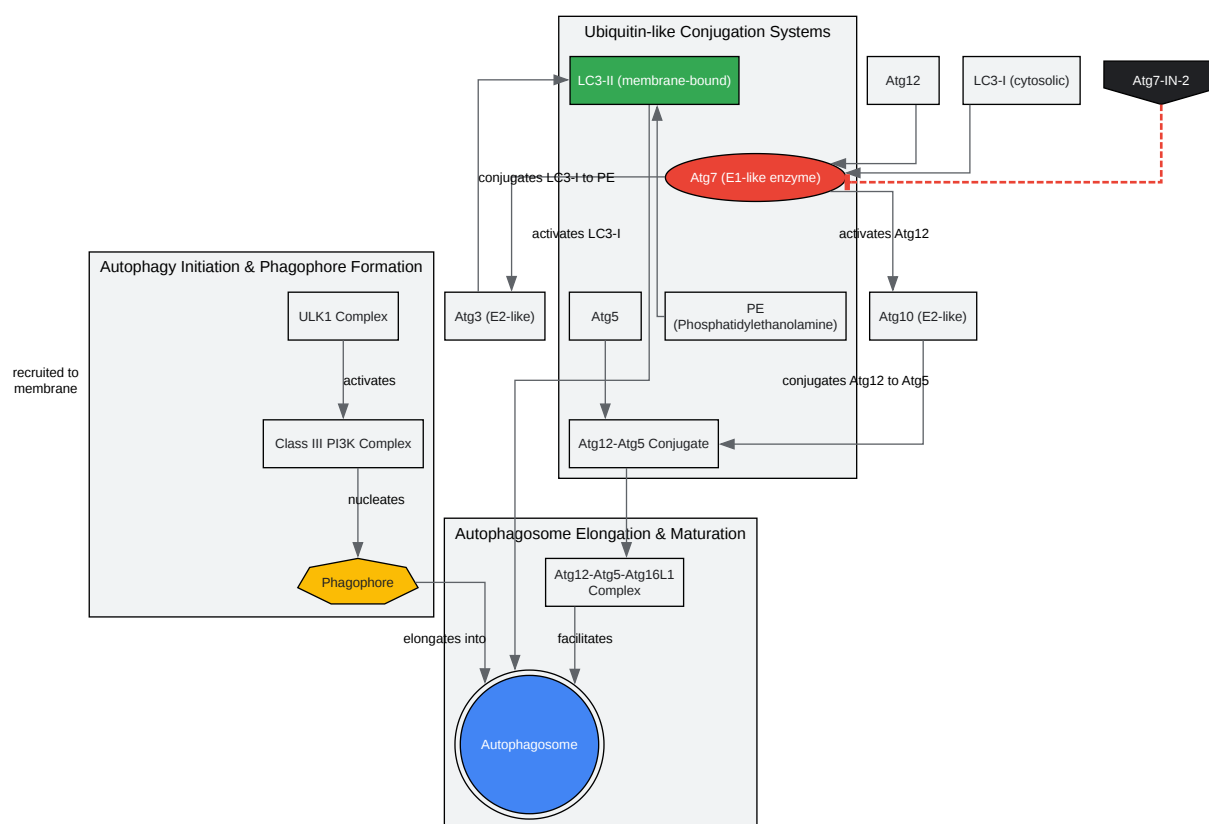 Ubiquitin-like Conjugation Systems
LC3-II (membrane-bound)
Atg12
LC3-I (cytosolic)
Atg7-IN-2
conjugates LC3-I to PE
Atg7 (E1-like enzyme)
activates LC3-I
activates Atg12
Autophagy Initiation & Phagophore Formation
ULK1 Complex
Atg3 (E2-like)
Atg5
PE
(Phosphatidylethanolamine)
Atg10 (E2-like)
recruited to
membrane
activates
conjugates Atg12 to Atg5
Class III PI3K Complex
Atg12-Atg5 Conjugate
nucleates
Autophagosome Elongation & Maturation
Phagophore
Atg12-Atg5-Atg16L1
Complex
elongates into
facilitates
Autophagosome